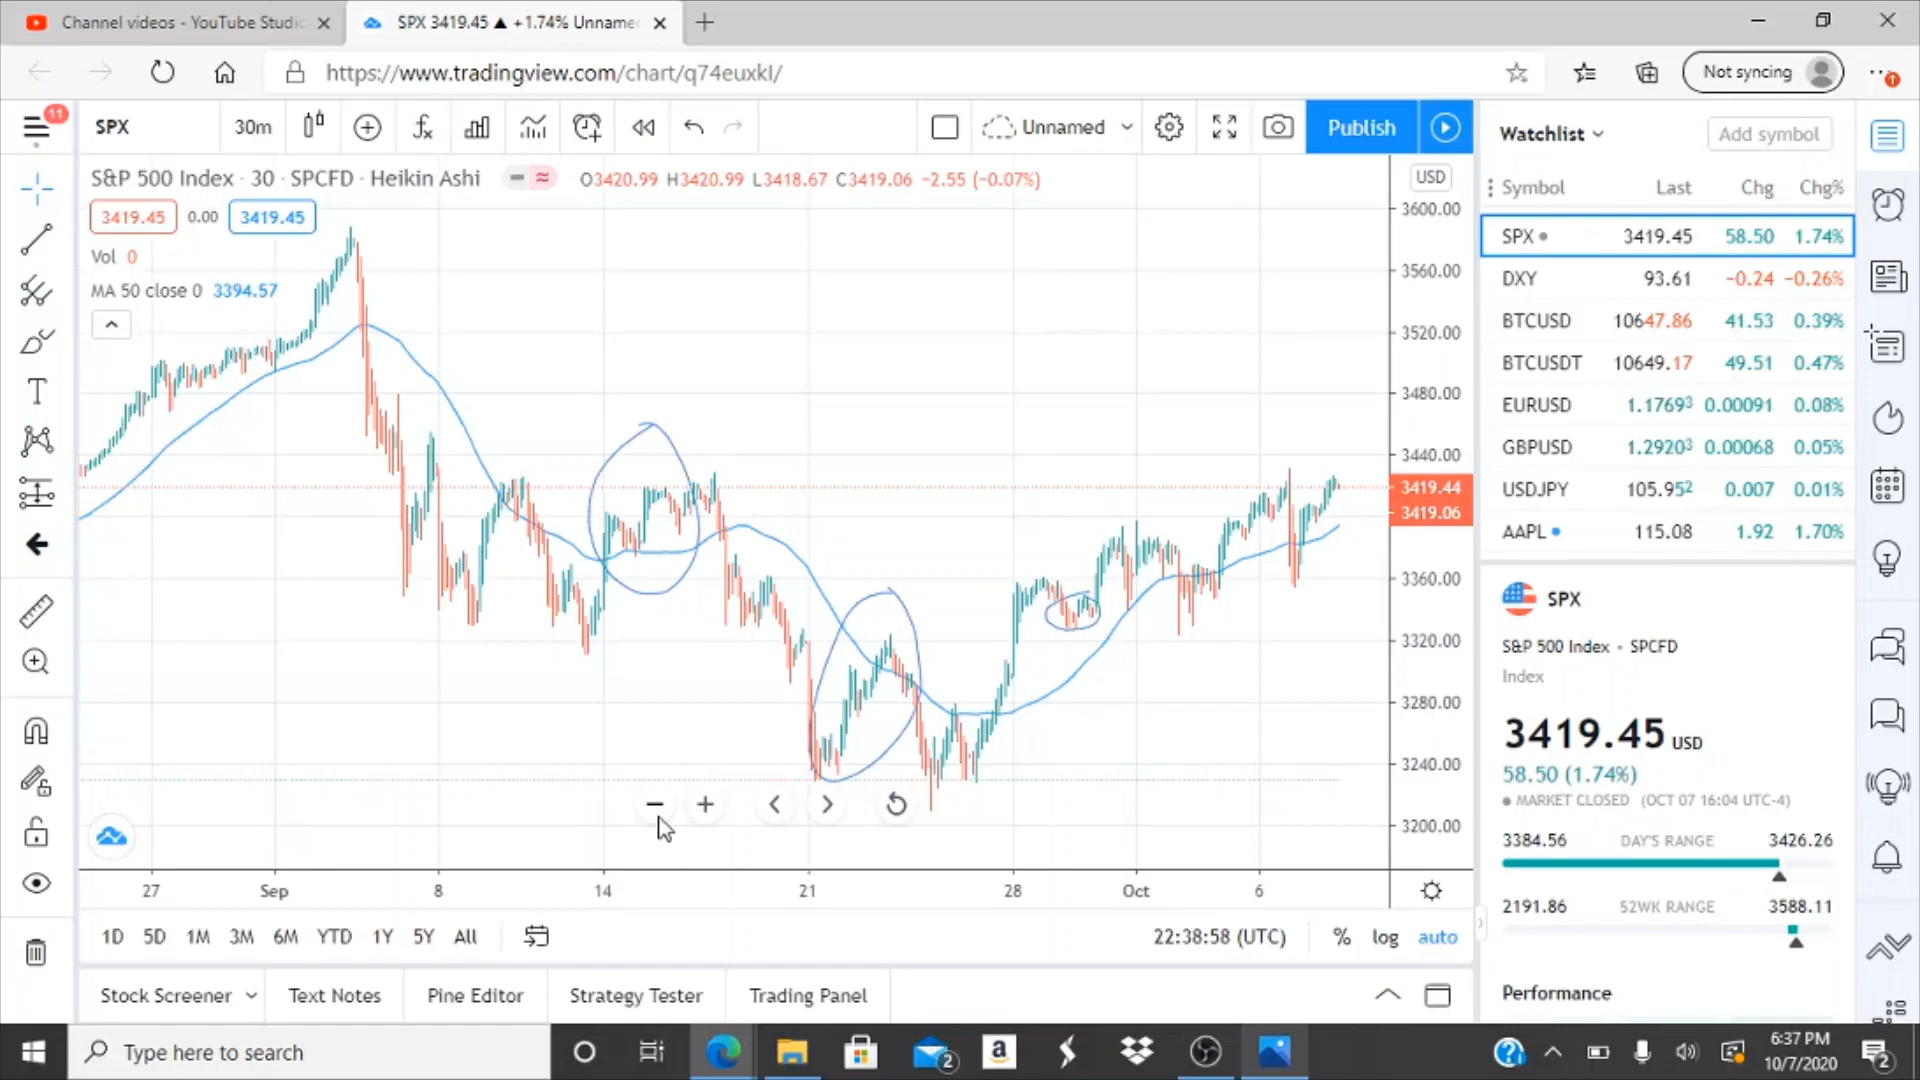 Channel videos - YouTube Studio
SPX 3419.45 ▲ +1.74% Unname
https://www.tradingview.com/chart/q74euxkI/
Not syncing
11
SPX
30m
Unnamed
Publish
Watchlist
Add symbol
S&P 500 Index · 30 · SPCFD · Heikin Ashi
O3420.99 H3420.99 L3418.67 C3419.06 −2.55 (−0.07%)
USD
3419.45 0.00 3419.45
Vol 0
MA 50 close 0 3394.57
3600.00
3560.00
3520.00
3480.00
3440.00
3419.44
3419.06
3360.00
3320.00
3280.00
3240.00
3200.00
27 Sep 8 14 21 28 Oct 6
1D 5D 1M 3M 6M YTD 1Y 5Y All
22:38:58 (UTC) % log auto
Stock Screener Text Notes Pine Editor Strategy Tester Trading Panel
Symbol Last Chg Chg%
SPX 3419.45 58.50 1.74%
DXY 93.61 −0.24 −0.26%
BTCUSD 10647.86 41.53 0.39%
BTCUSDT 10649.17 49.51 0.47%
EURUSD 1.17693 0.00091 0.08%
GBPUSD 1.29203 0.00068 0.05%
USDJPY 105.952 0.007 0.01%
AAPL 115.08 1.92 1.70%
SPX
S&P 500 Index • SPCFD
Index
3419.45 USD
58.50 (1.74%)
MARKET CLOSED (OCT 07 16:04 UTC-4)
3384.56 DAY'S RANGE 3426.26
2191.86 52WK RANGE 3588.11
Performance
Type here to search
2
a
6:37 PM
10/7/2020
2